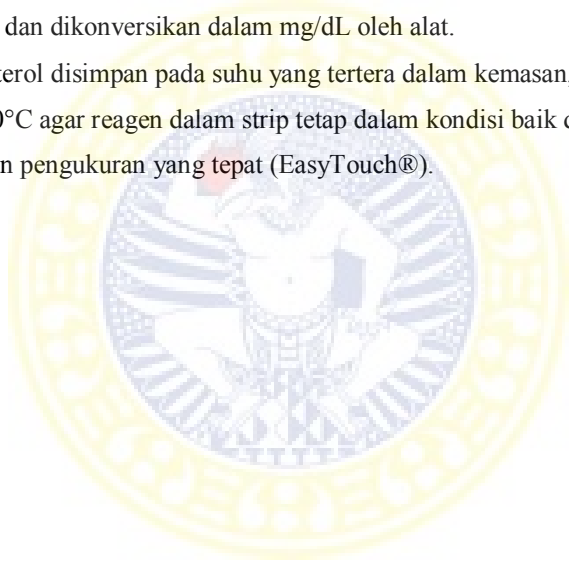 dan dikonversikan dalam mg/dL oleh alat.
terol disimpan pada suhu yang tertera dalam kemasan,
0°C agar reagen dalam strip tetap dalam kondisi baik d
n pengukuran yang tepat (EasyTouch®).